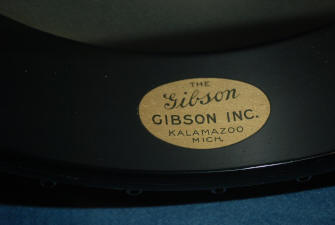 THE
Gibson
GIBSON INC.
KALAMAZOO
MICH.